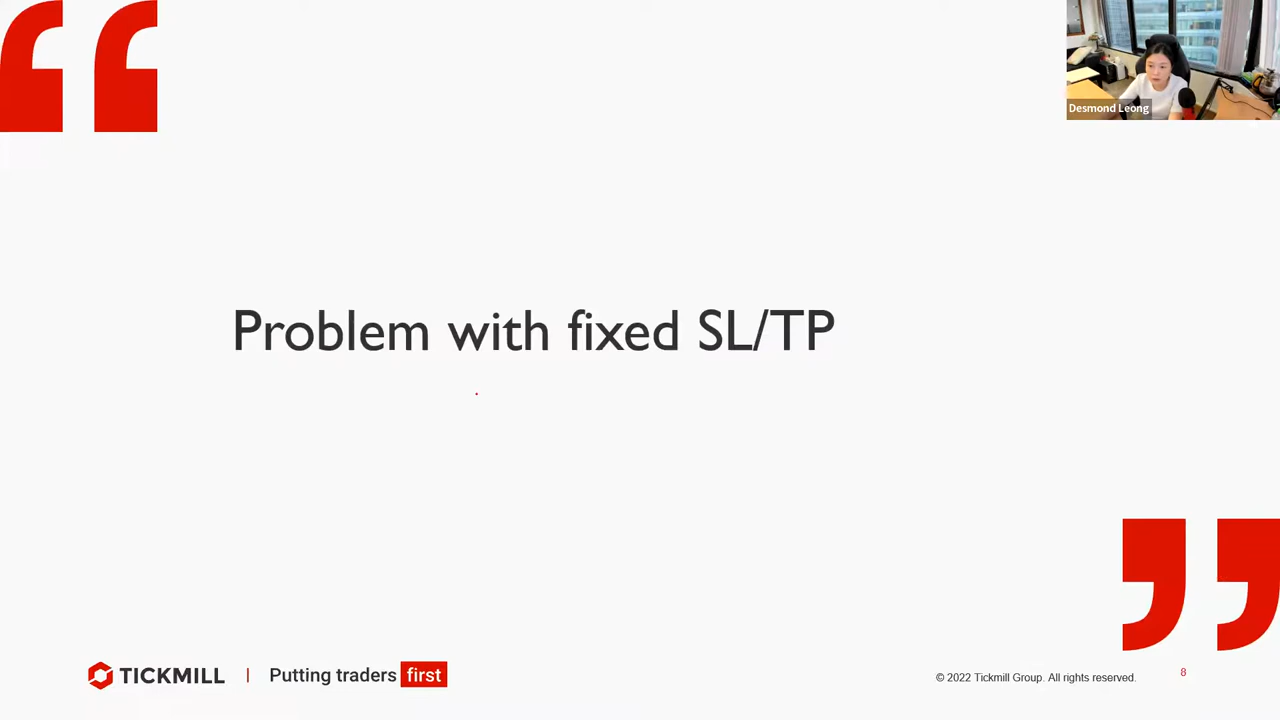 Desmond Leong
Problem with fixed SL/TP
TICKMILL | Putting traders first
© 2022 Tickmill Group. All rights reserved.
8